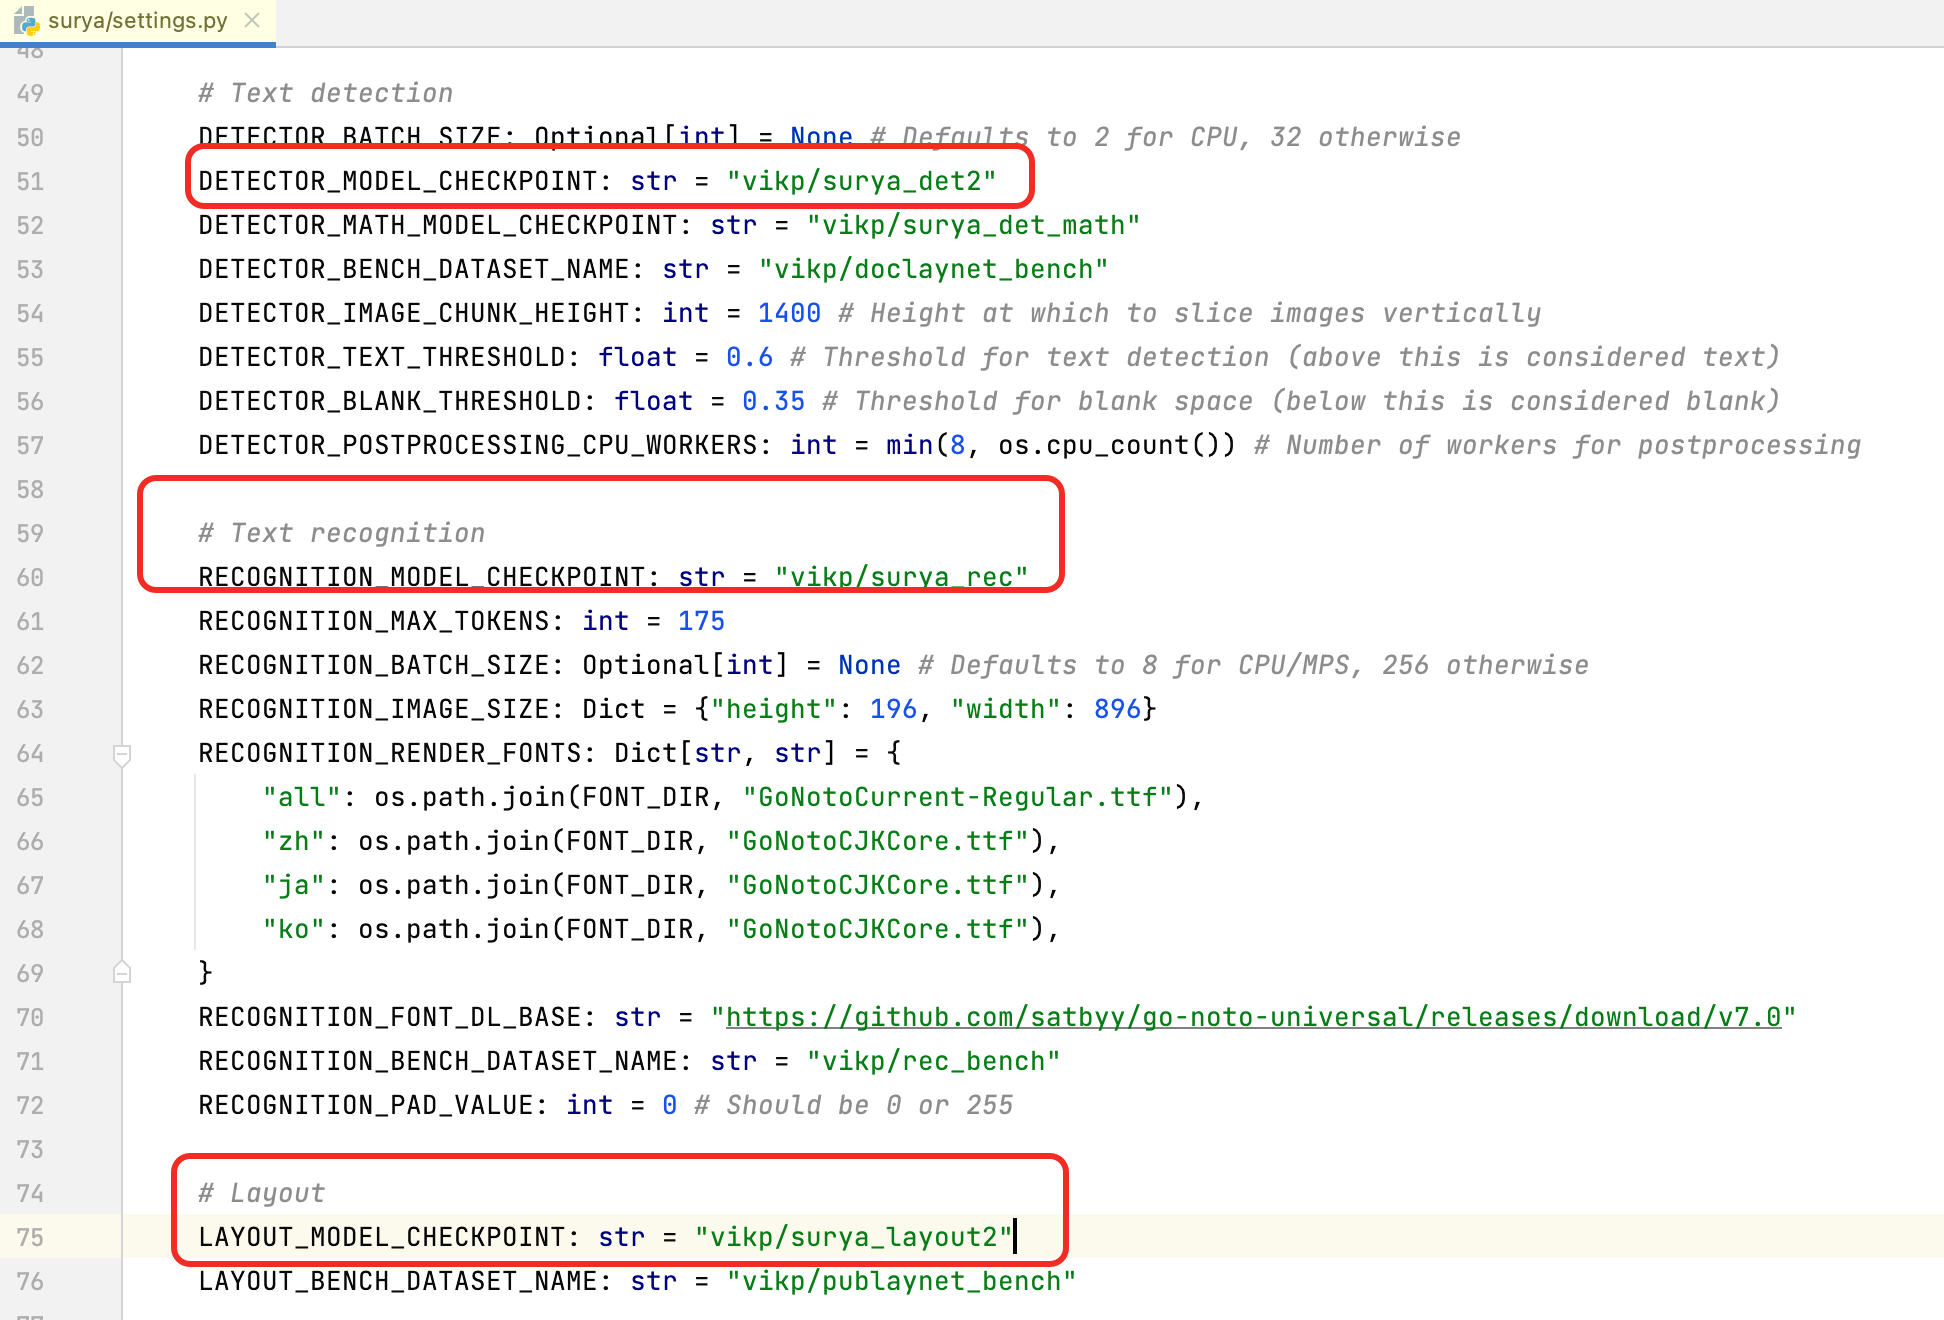 surya/settings.py
48
49 # Text detection
50 DETECTOR_BATCH_SIZE: Optional[int] = None # Defaults to 2 for CPU, 32 otherwise
51 DETECTOR_MODEL_CHECKPOINT: str = "vikp/surya_det2"
52 DETECTOR_MATH_MODEL_CHECKPOINT: str = "vikp/surya_det_math"
53 DETECTOR_BENCH_DATASET_NAME: str = "vikp/doclaynet_bench"
54 DETECTOR_IMAGE_CHUNK_HEIGHT: int = 1400 # Height at which to slice images vertically
55 DETECTOR_TEXT_THRESHOLD: float = 0.6 # Threshold for text detection (above this is considered text)
56 DETECTOR_BLANK_THRESHOLD: float = 0.35 # Threshold for blank space (below this is considered blank)
57 DETECTOR_POSTPROCESSING_CPU_WORKERS: int = min(8, os.cpu_count()) # Number of workers for postprocessing
58
59 # Text recognition
60 RECOGNITION_MODEL_CHECKPOINT: str = "vikp/surya_rec"
61 RECOGNITION_MAX_TOKENS: int = 175
62 RECOGNITION_BATCH_SIZE: Optional[int] = None # Defaults to 8 for CPU/MPS, 256 otherwise
63 RECOGNITION_IMAGE_SIZE: Dict = {"height": 196, "width": 896}
64 RECOGNITION_RENDER_FONTS: Dict[str, str] = {
65 "all": os.path.join(FONT_DIR, "GoNotoCurrent-Regular.ttf"),
66 "zh": os.path.join(FONT_DIR, "GoNotoCJKCore.ttf"),
67 "ja": os.path.join(FONT_DIR, "GoNotoCJKCore.ttf"),
68 "ko": os.path.join(FONT_DIR, "GoNotoCJKCore.ttf"),
69 }
70 RECOGNITION_FONT_DL_BASE: str = "https://github.com/satbyy/go-noto-universal/releases/download/v7.0"
71 RECOGNITION_BENCH_DATASET_NAME: str = "vikp/rec_bench"
72 RECOGNITION_PAD_VALUE: int = 0 # Should be 0 or 255
73
74 # Layout
75 LAYOUT_MODEL_CHECKPOINT: str = "vikp/surya_layout2"
76 LAYOUT_BENCH_DATASET_NAME: str = "vikp/publaynet_bench"
77